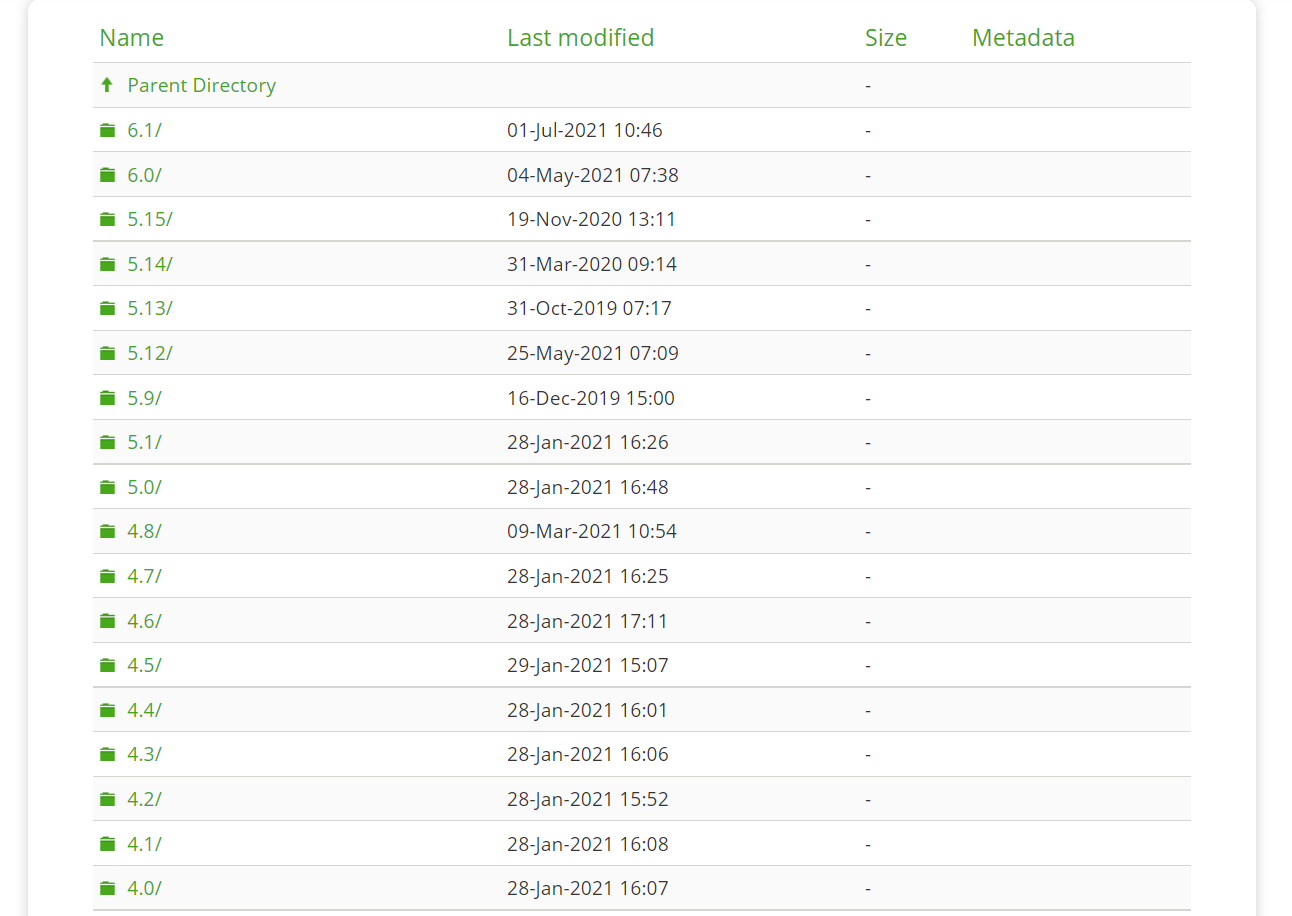 Name Last modified Size Metadata
Parent Directory -
6.1/ 01-Jul-2021 10:46 -
6.0/ 04-May-2021 07:38 -
5.15/ 19-Nov-2020 13:11 -
5.14/ 31-Mar-2020 09:14 -
5.13/ 31-Oct-2019 07:17 -
5.12/ 25-May-2021 07:09 -
5.9/ 16-Dec-2019 15:00 -
5.1/ 28-Jan-2021 16:26 -
5.0/ 28-Jan-2021 16:48 -
4.8/ 09-Mar-2021 10:54 -
4.7/ 28-Jan-2021 16:25 -
4.6/ 28-Jan-2021 17:11 -
4.5/ 29-Jan-2021 15:07 -
4.4/ 28-Jan-2021 16:01 -
4.3/ 28-Jan-2021 16:06 -
4.2/ 28-Jan-2021 15:52 -
4.1/ 28-Jan-2021 16:08 -
4.0/ 28-Jan-2021 16:07 -